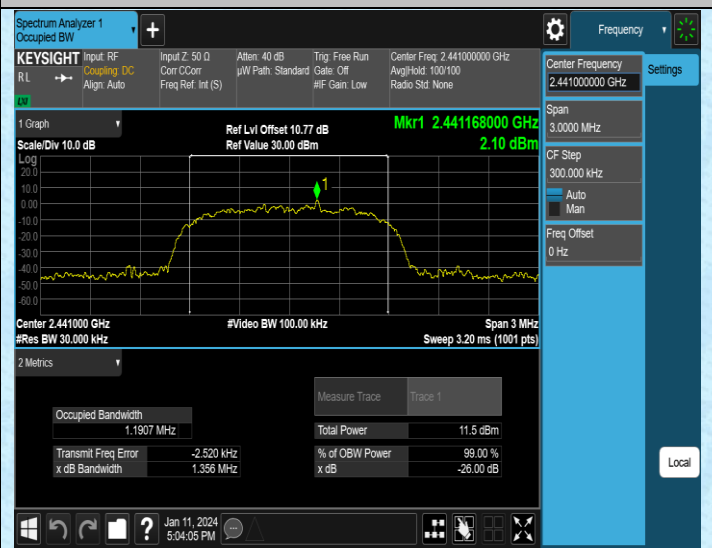 Spectrum Analyzer 1
Occupied BW
Frequency
KEYSIGHT
RL
Input: RF
Coupling: DC
Align: Auto
Input Z: 50 Ω
Corr CCorr
Freq Ref: Int (S)
Atten: 40 dB
µW Path: Standard
Trig: Free Run
Gate: Off
#IF Gain: Low
Center Freq: 2.441000000 GHz
Avg|Hold: 100/100
Radio Std: None
LNI
Center Frequency
2.441000000 GHz
Settings
Span
3.0000 MHz
CF Step
300.000 kHz
Auto
Man
Freq Offset
0 Hz
1 Graph
Scale/Div 10.0 dB
Ref Lvl Offset 10.77 dB
Ref Value 30.00 dBm
Mkr1 2.441168000 GHz
2.10 dBm
Log
20.0
10.0
0.00
-10.0
-20.0
-30.0
-40.0
-50.0
-60.0
1
Center 2.441000 GHz
#Res BW 30.000 kHz
#Video BW 100.00 kHz
Span 3 MHz
Sweep 3.20 ms (1001 pts)
2 Metrics
Measure Trace Trace 1
Occupied Bandwidth
1.1907 MHz
Total Power 11.5 dBm
Transmit Freq Error -2.520 kHz
% of OBW Power 99.00 %
x dB Bandwidth 1.356 MHz
x dB -26.00 dB
Local
?
Jan 11, 2024
5:04:05 PM